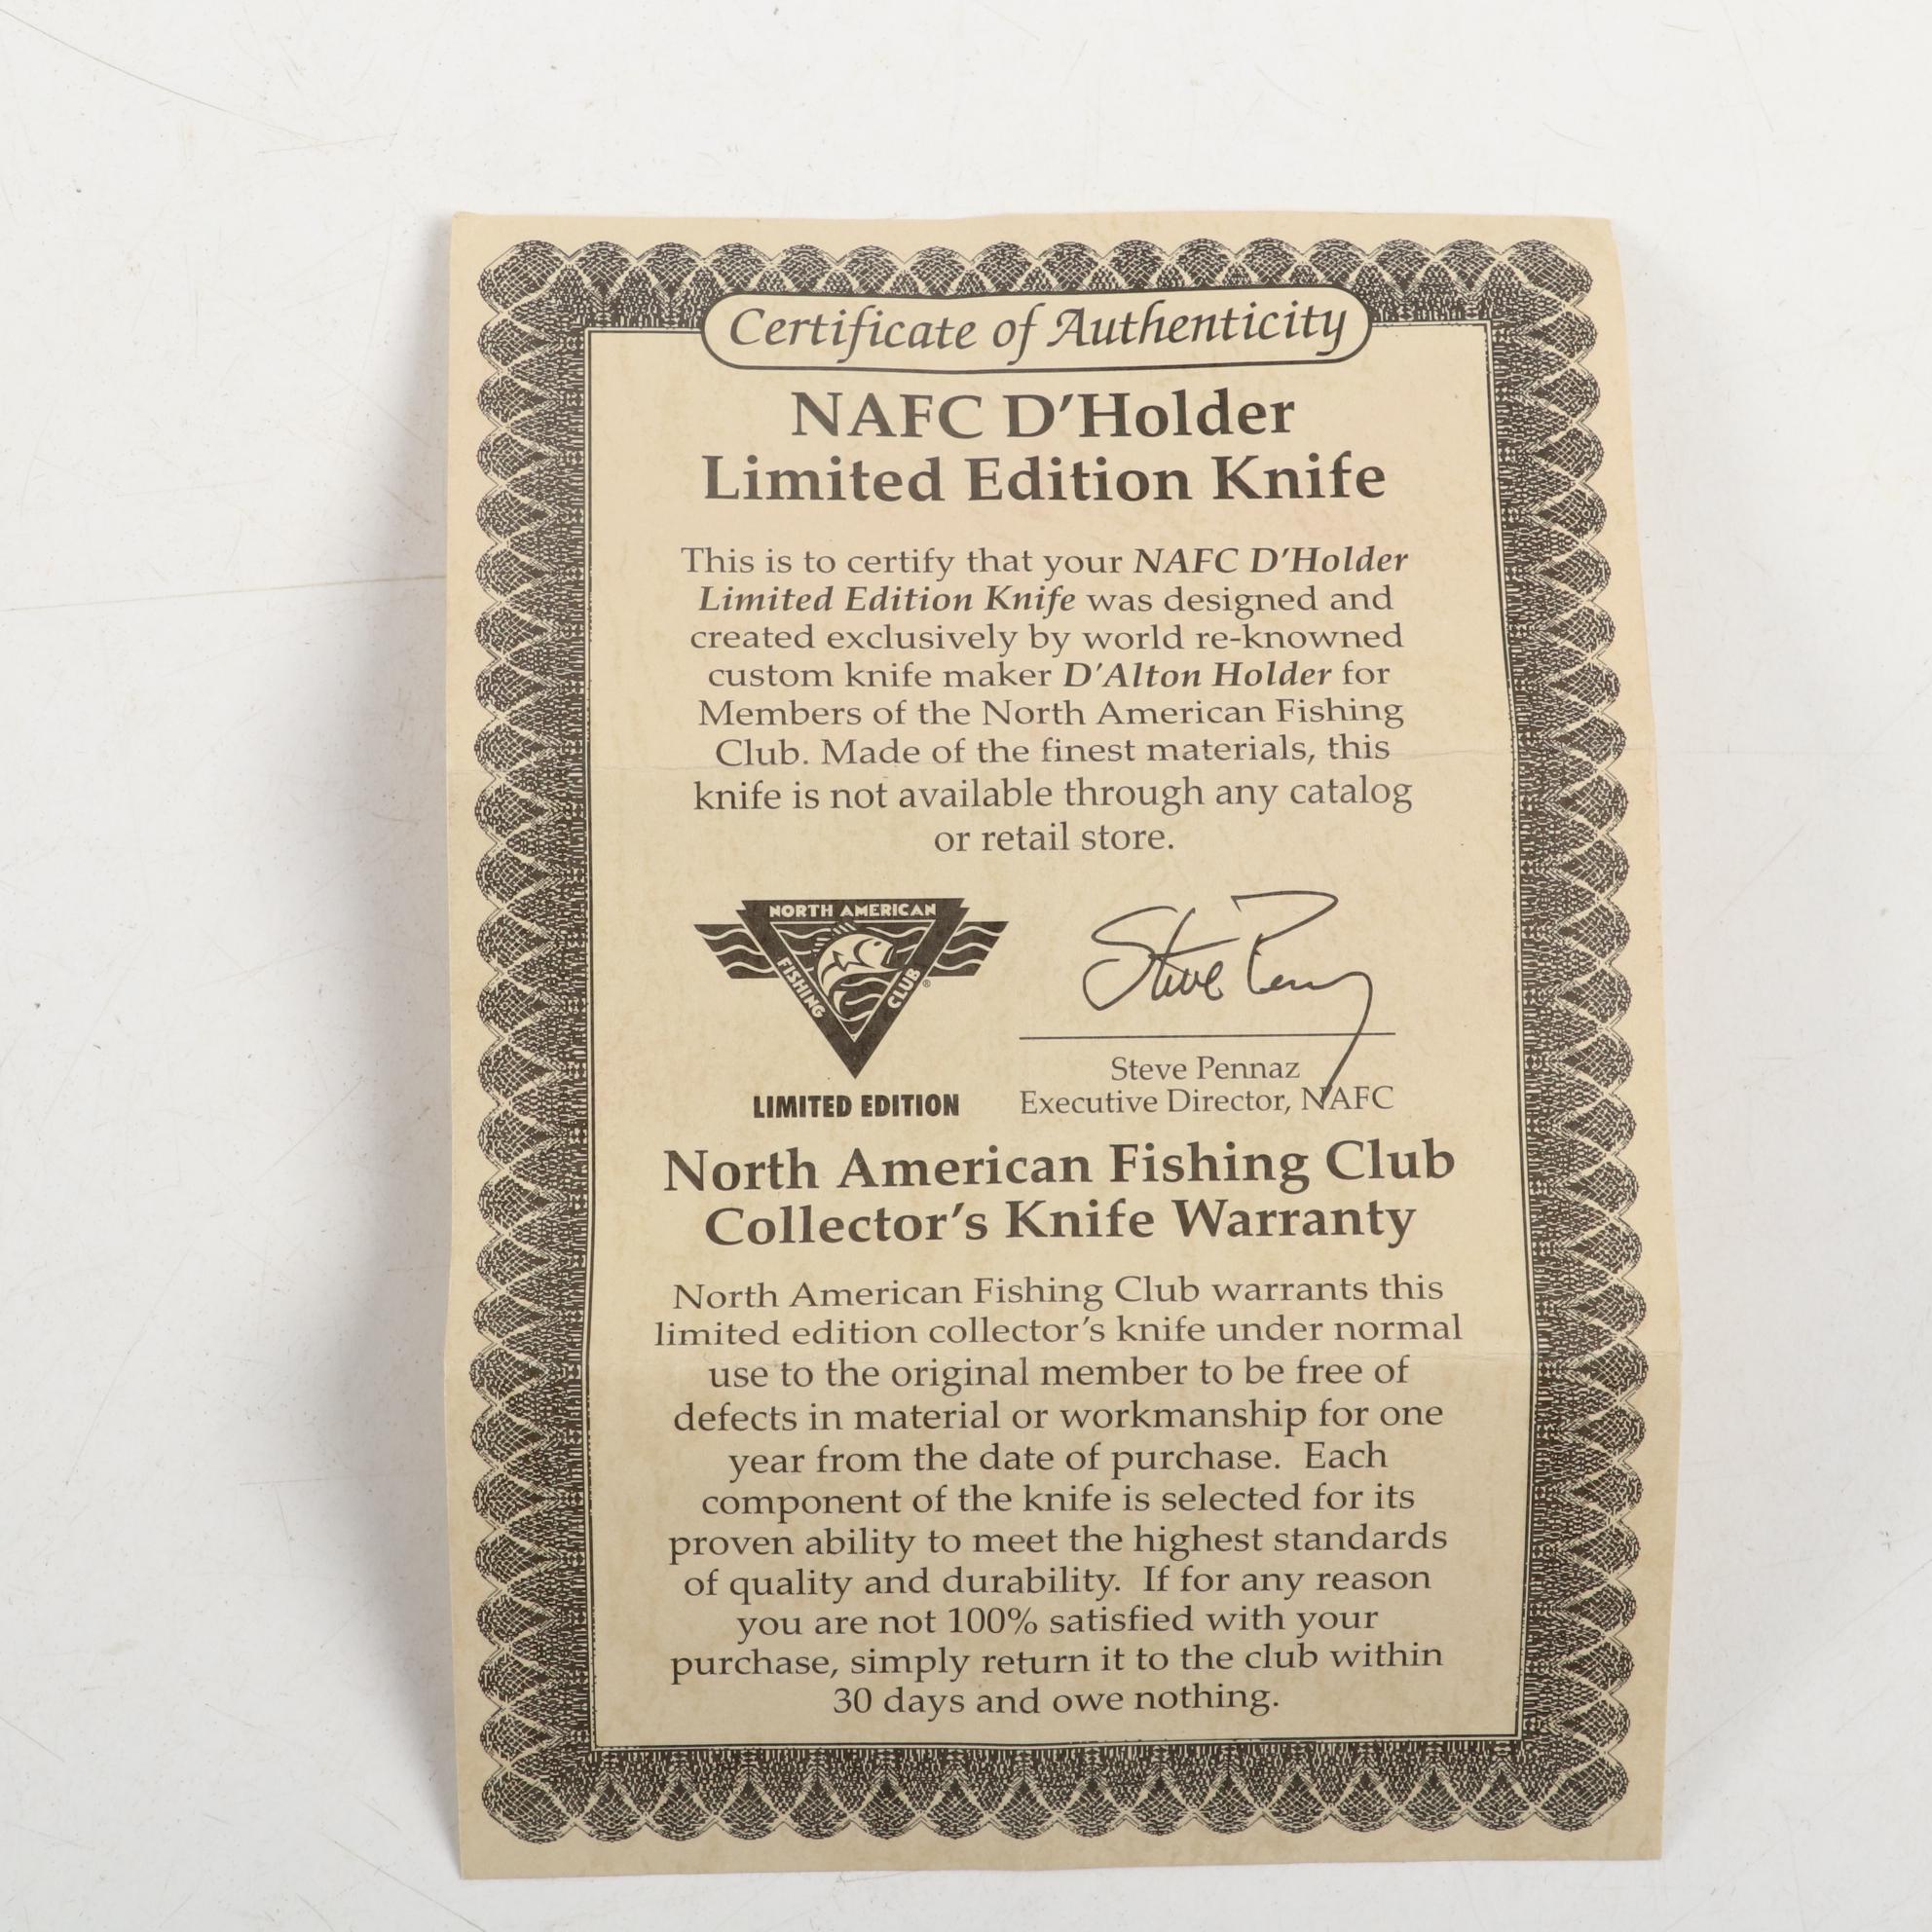 Certificate of Authenticity
NAFC D'Holder
Limited Edition Knife
This is to certify that your NAFC D'Holder
Limited Edition Knife was designed and
created exclusively by world re-knowned
custom knife maker D'Alton Holder for
Members of the North American Fishing
Club. Made of the finest materials, this
knife is not available through any catalog
or retail store.
NORTH AMERICAN
FISHING
CLUB®
LIMITED EDITION
Steve Penny
Steve Pennaz
Executive Director, NAFC
North American Fishing Club
Collector's Knife Warranty
North American Fishing Club warrants this
limited edition collector's knife under normal
use to the original member to be free of
defects in material or workmanship for one
year from the date of purchase. Each
component of the knife is selected for its
proven ability to meet the highest standards
of quality and durability. If for any reason
you are not 100% satisfied with your
purchase, simply return it to the club within
30 days and owe nothing.